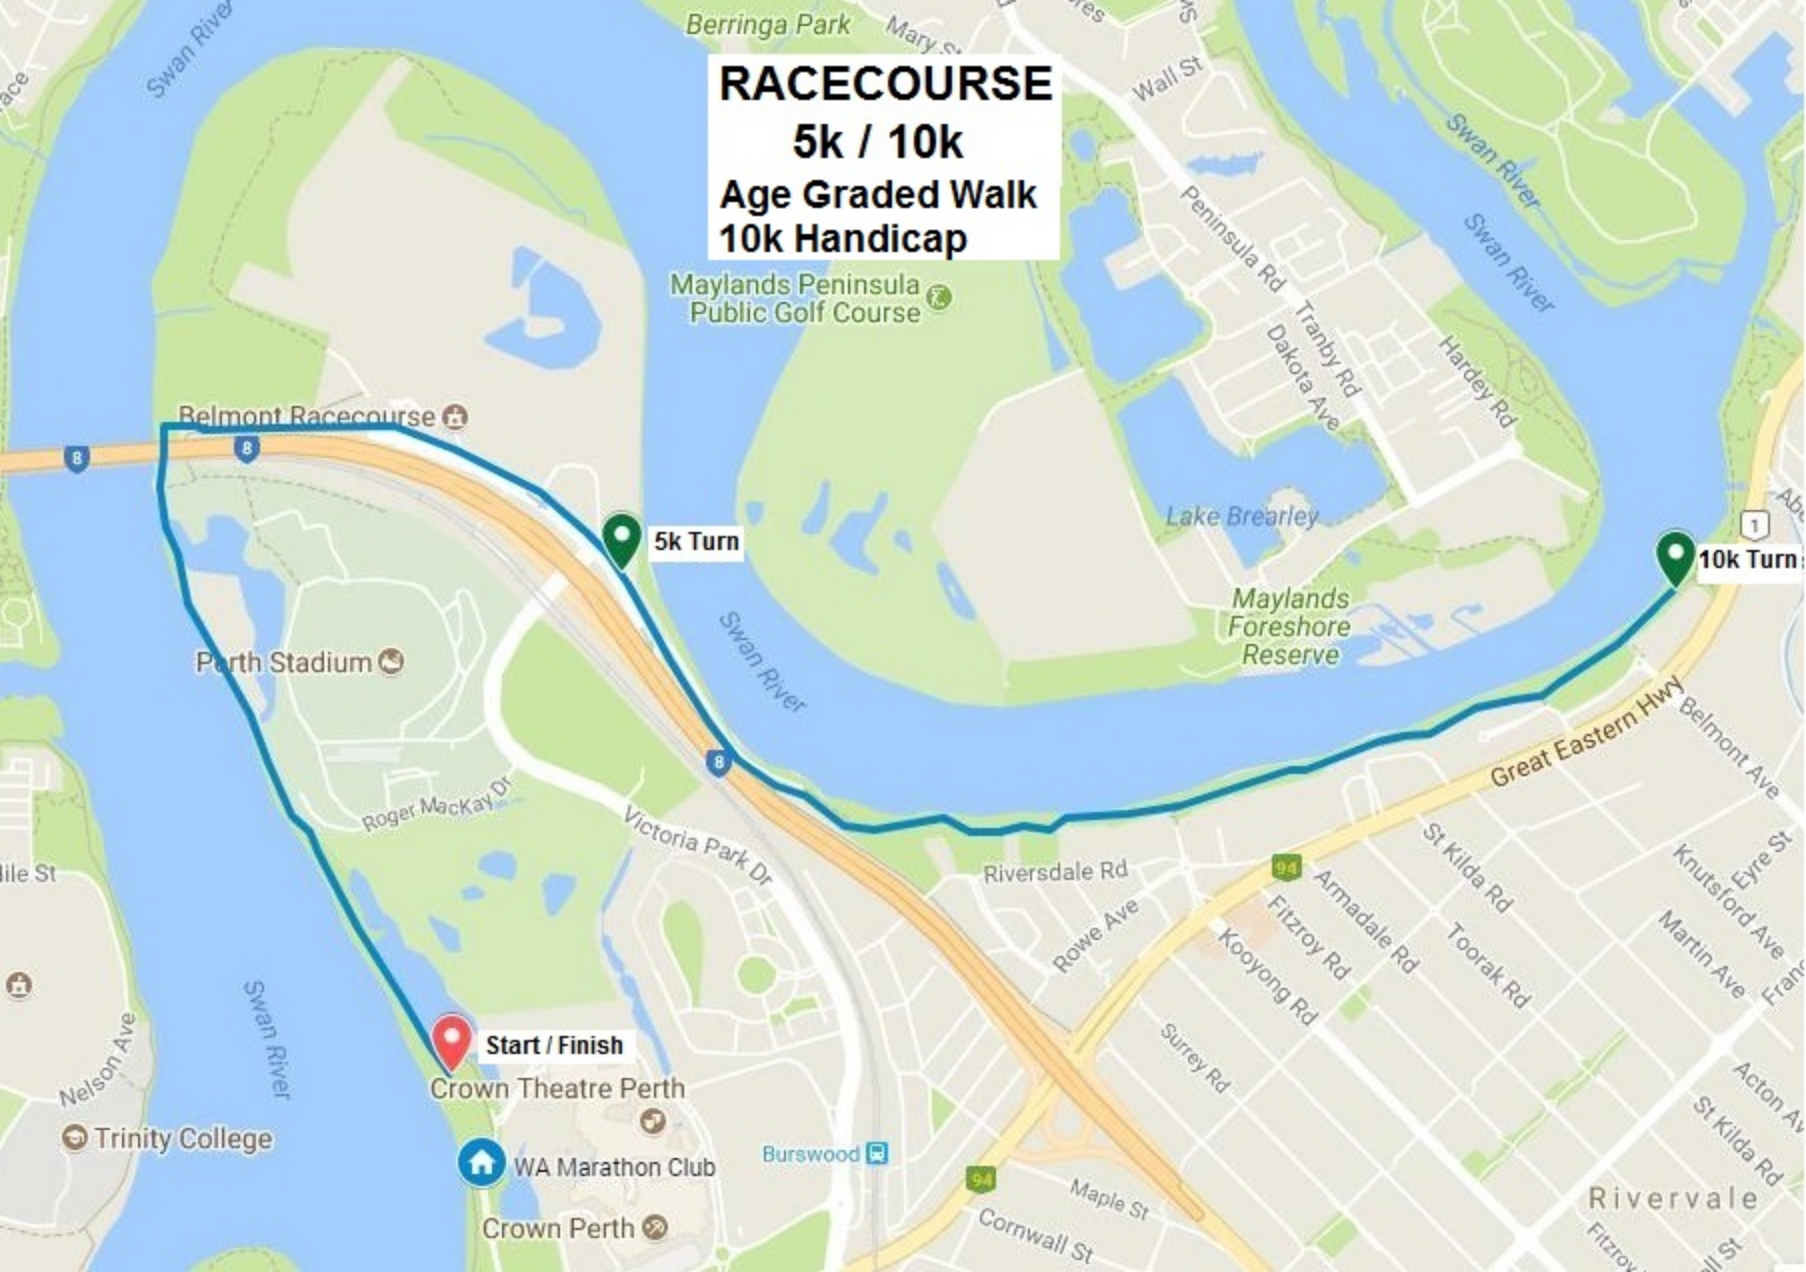 Swan River
Berringa Park
Mary St
Wall St
RACECOURSE
5k / 10k
Age Graded Walk
10k Handicap
Swan River
Swan River
Peninsula Rd
Maylands Peninsula
Public Golf Course
Tranby Rd
Dakota Ave
Hardey Rd
Belmont Racecourse
8
8
Lake Brearley
1
5k Turn
10k Turn
Maylands
Foreshore
Reserve
Swan River
Perth Stadium
Belmont Ave
Great Eastern Hwy
8
Roger MacKay Dr
Victoria Park Dr
St Kilda Rd
Eyre St
Knutsford Ave
Riversdale Rd
94
Armadale Rd
Fitzroy Rd
Rowe Ave
Kooyong Rd
Toorak Rd
Martin Ave
Swan River
Nelson Ave
Start / Finish
Surrey Rd
Crown Theatre Perth
Acton Av
St Kilda Rd
Trinity College
Burswood
WA Marathon Club
94
Maple St
Rivervale
Crown Perth
Cornwall St
Fitzroy